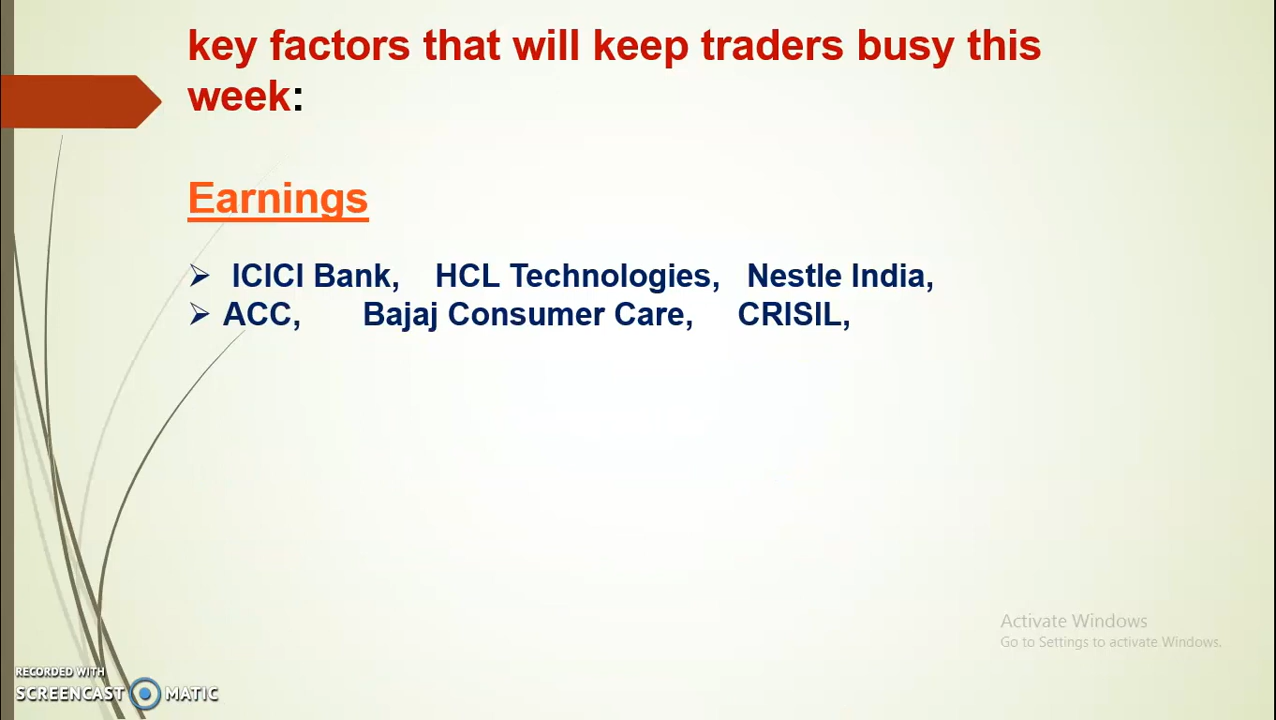 key factors that will keep traders busy this
week:
Earnings
ICICI Bank, HCL Technologies, Nestle India,
ACC, Bajaj Consumer Care, CRISIL,
Activate Windows
Go to Settings to activate Windows.
RECORDED WITH
SCREENCAST MATIC